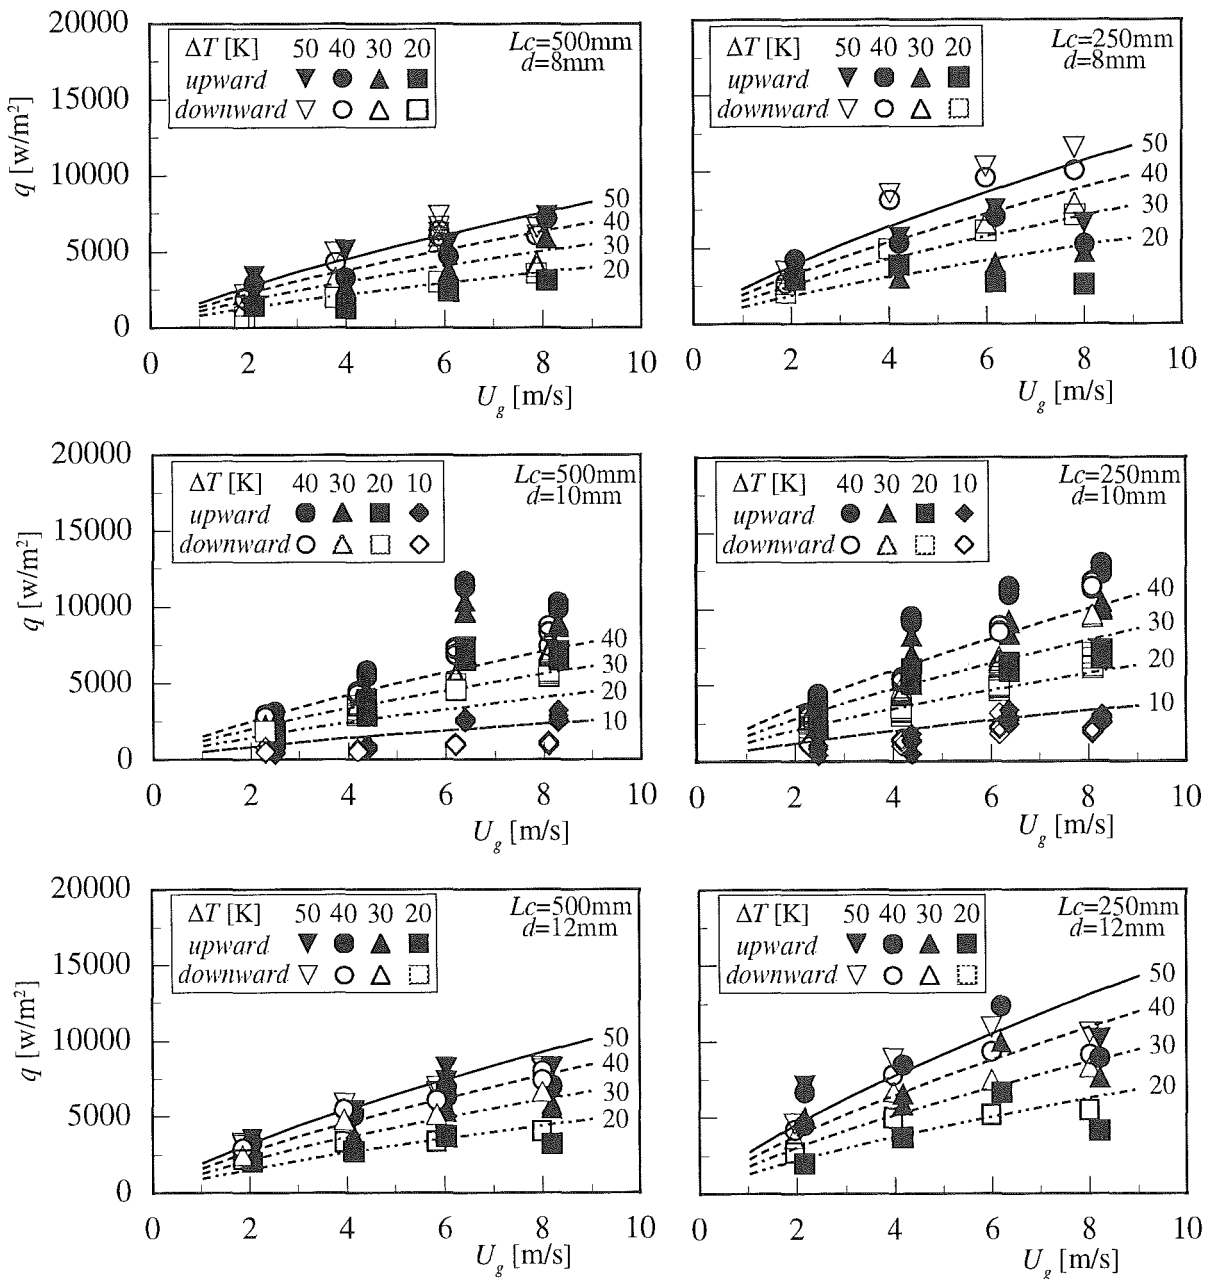 20000
15000
10000
5000
0
q [w/m²]
ΔT [K] 50 40 30 20
upward
downward
Lc=500mm
d=8mm
50
40
30
20
0 2 4 6 8 10
U_g [m/s]
ΔT [K] 50 40 30 20
upward
downward
Lc=250mm
d=8mm
50
40
30
20
0 2 4 6 8 10
U_g [m/s]
20000
15000
10000
5000
0
q [w/m²]
ΔT [K] 40 30 20 10
upward
downward
Lc=500mm
d=10mm
40
30
20
10
0 2 4 6 8 10
U_g [m/s]
ΔT [K] 40 30 20 10
upward
downward
Lc=250mm
d=10mm
40
30
20
10
0 2 4 6 8 10
U_g [m/s]
20000
15000
10000
5000
0
q [w/m²]
ΔT [K] 50 40 30 20
upward
downward
Lc=500mm
d=12mm
50
40
30
20
0 2 4 6 8 10
U_g [m/s]
ΔT [K] 50 40 30 20
upward
downward
Lc=250mm
d=12mm
50
40
30
20
0 2 4 6 8 10
U_g [m/s]